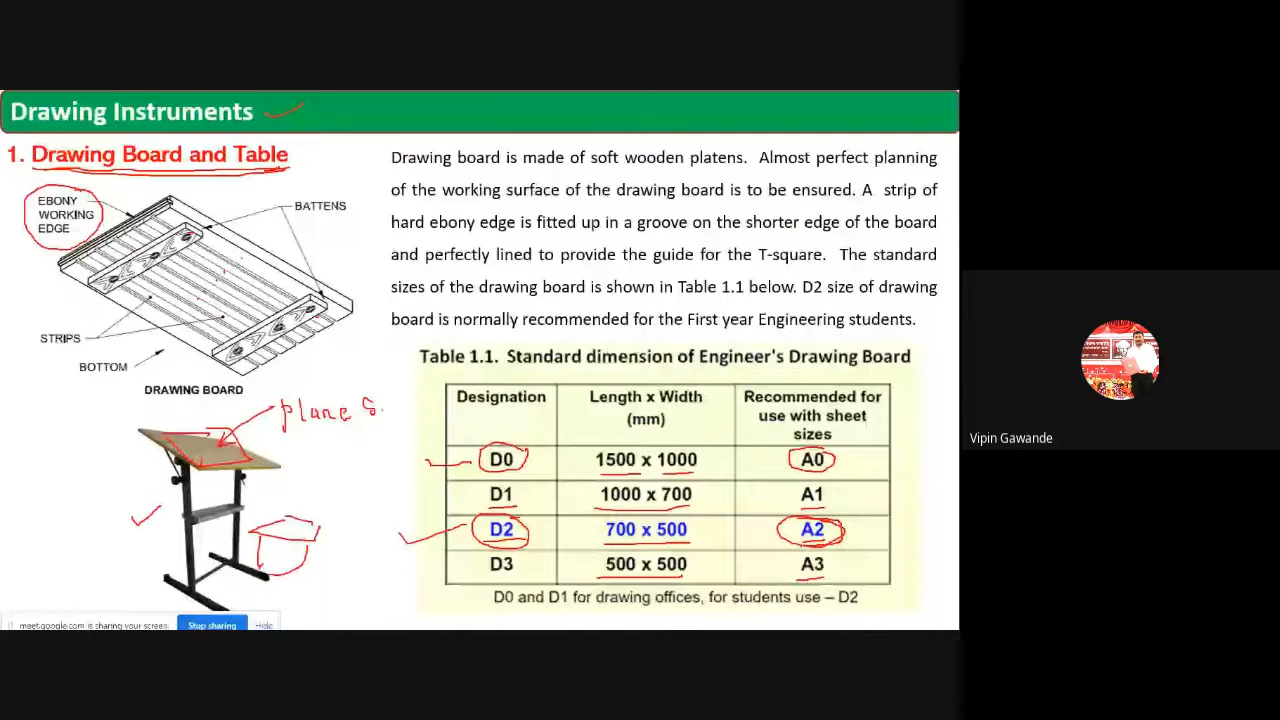 Drawing Instruments
1. Drawing Board and Table
EBONY
WORKING
EDGE
BATTENS
STRIPS
BOTTOM
DRAWING BOARD
plane S.
Drawing board is made of soft wooden platens. Almost perfect planning
of the working surface of the drawing board is to be ensured. A strip of
hard ebony edge is fitted up in a groove on the shorter edge of the board
and perfectly lined to provide the guide for the T-square. The standard
sizes of the drawing board is shown in Table 1.1 below. D2 size of drawing
board is normally recommended for the First year Engineering students.
Table 1.1. Standard dimension of Engineer's Drawing Board
Designation Length x Width (mm) Recommended for use with sheet sizes
D0 1500 x 1000 A0
D1 1000 x 700 A1
D2 700 x 500 A2
D3 500 x 500 A3
D0 and D1 for drawing offices, for students use – D2
meet.google.com is sharing your screen. Stop sharing Hide
Vipin Gawande